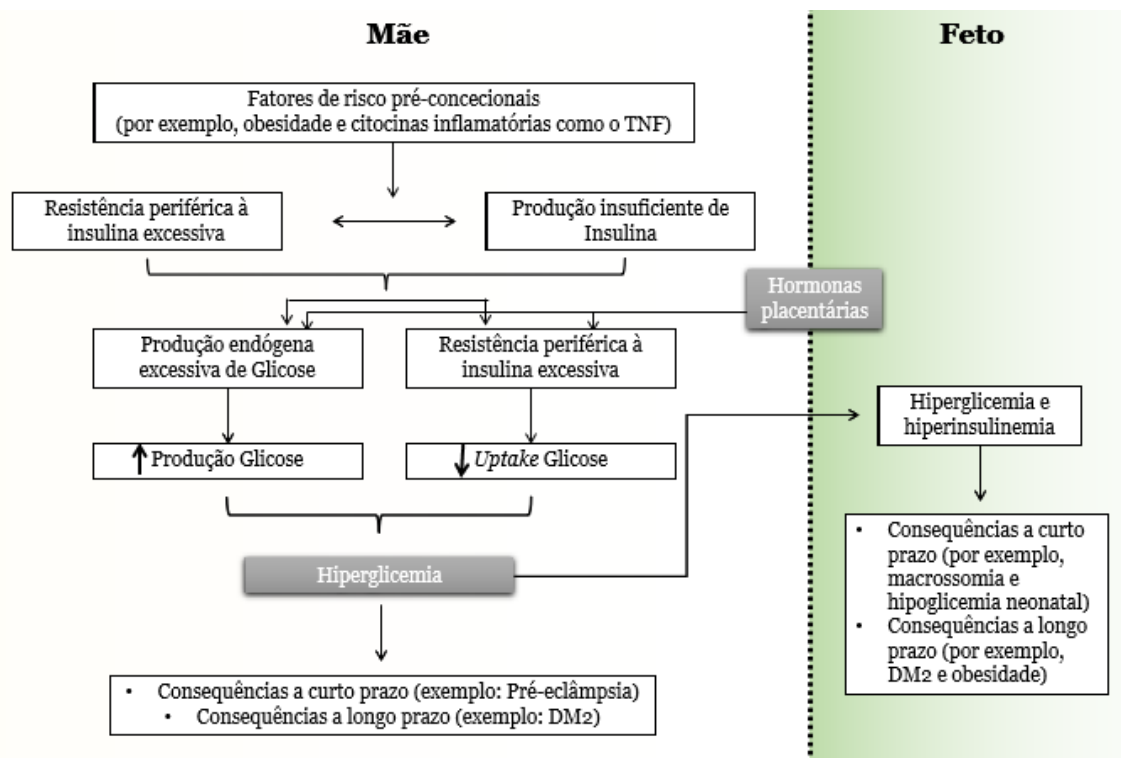 Mãe
Feto
Fatores de risco pré-concecionais
(por exemplo, obesidade e citocinas inflamatórias como o TNF)
Resistência periférica à
insulina excessiva
Produção insuficiente de
Insulina
Hormonas
placentárias
Produção endógena
excessiva de Glicose
Resistência periférica à
insulina excessiva
Produção Glicose
Uptake Glicose
Hiperglicemia
Hiperglicemia e
hiperinsulinemia
• Consequências a curto prazo (exemplo: Pré-eclâmpsia)
• Consequências a longo prazo (exemplo: DM2)
• Consequências a curto
prazo (por exemplo,
macrossomia e
hipoglicemia neonatal)
• Consequências a longo
prazo (por exemplo,
DM2 e obesidade)